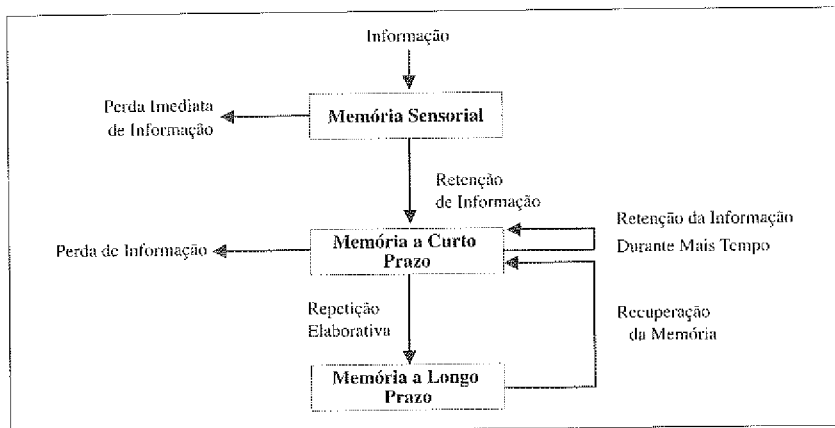 Informação
Perda Imediata
de Informação
Memória Sensorial
Retenção
de Informação
Retenção da Informação
Durante Mais Tempo
Perda de Informação
Memória a Curto
Prazo
Repetição
Elaborativa
Recuperação
da Memória
Memória a Longo
Prazo